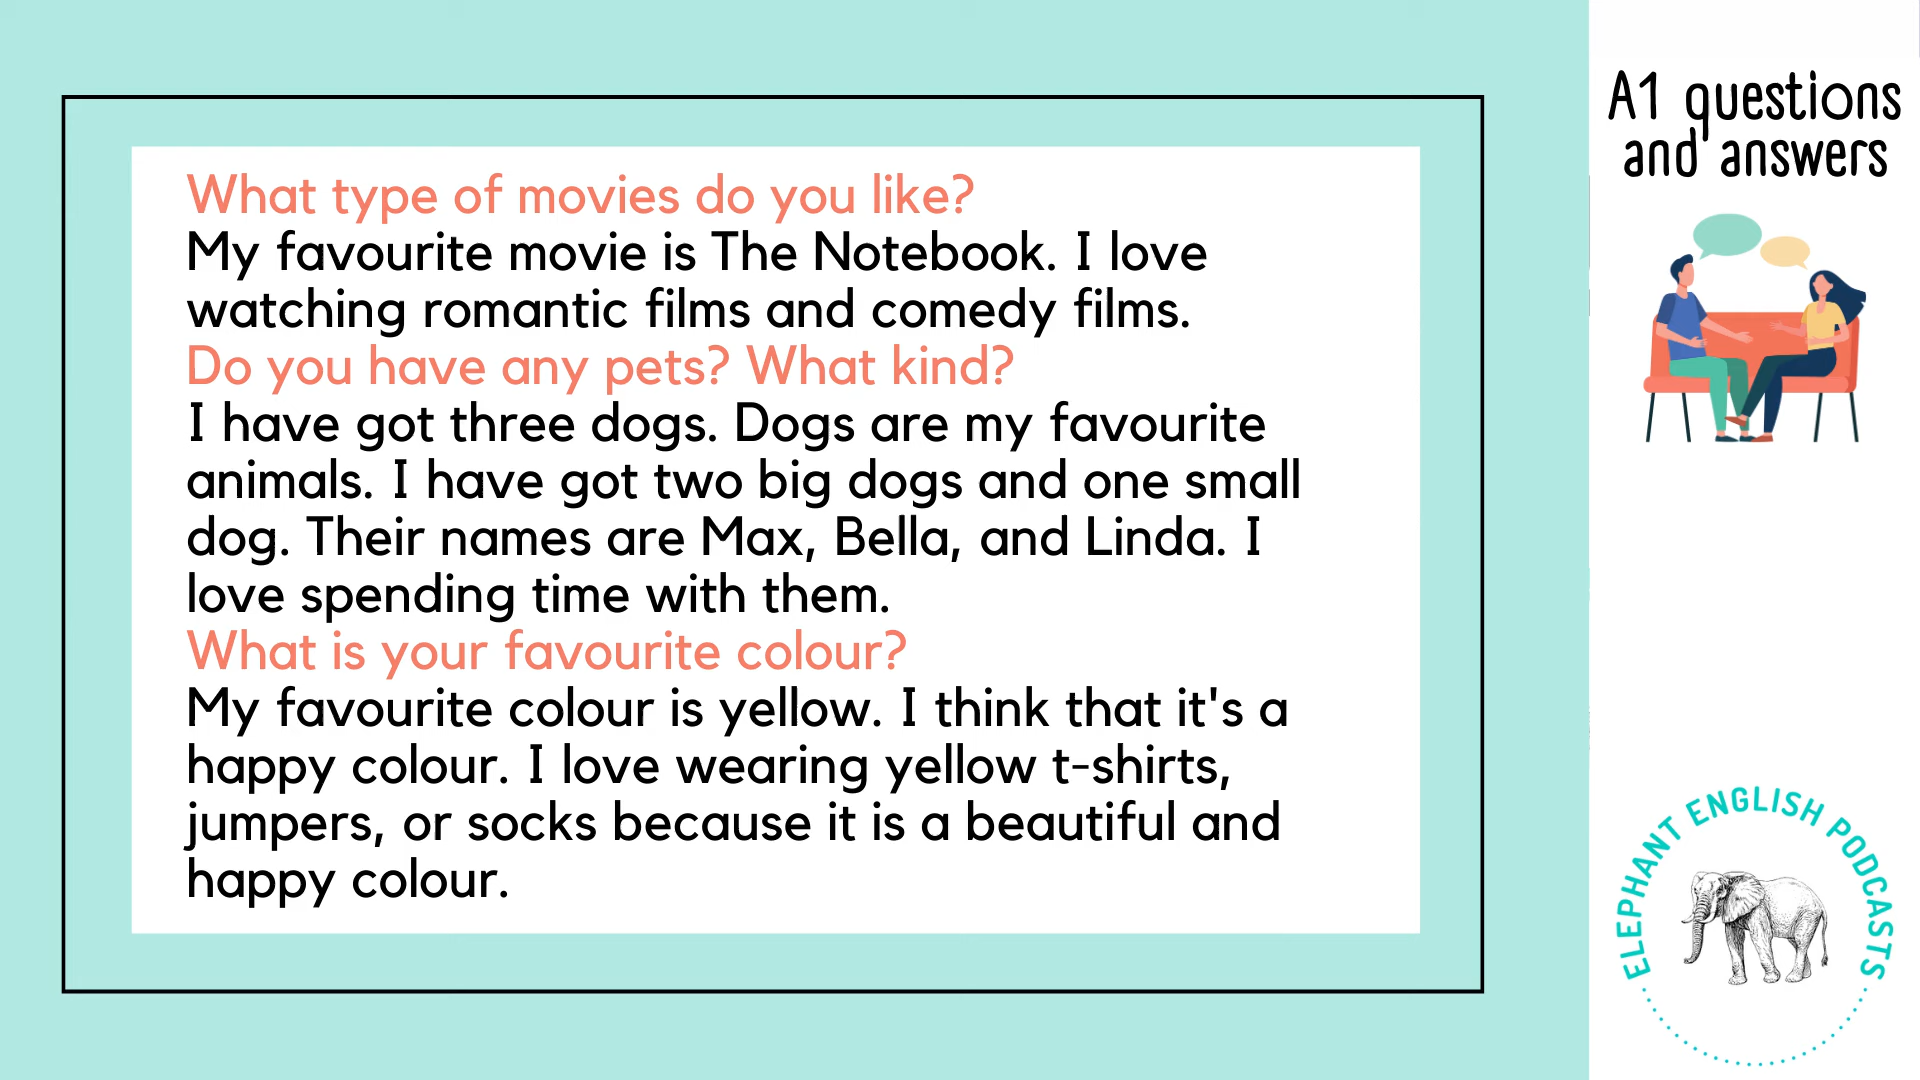 What type of movies do you like?
My favourite movie is The Notebook. I love
watching romantic films and comedy films.
Do you have any pets? What kind?
I have got three dogs. Dogs are my favourite
animals. I have got two big dogs and one small
dog. Their names are Max, Bella, and Linda. I
love spending time with them.
What is your favourite colour?
My favourite colour is yellow. I think that it's a
happy colour. I love wearing yellow t-shirts,
jumpers, or socks because it is a beautiful and
happy colour.
A1 questions
and answers
ELEPHANT ENGLISH PODCASTS